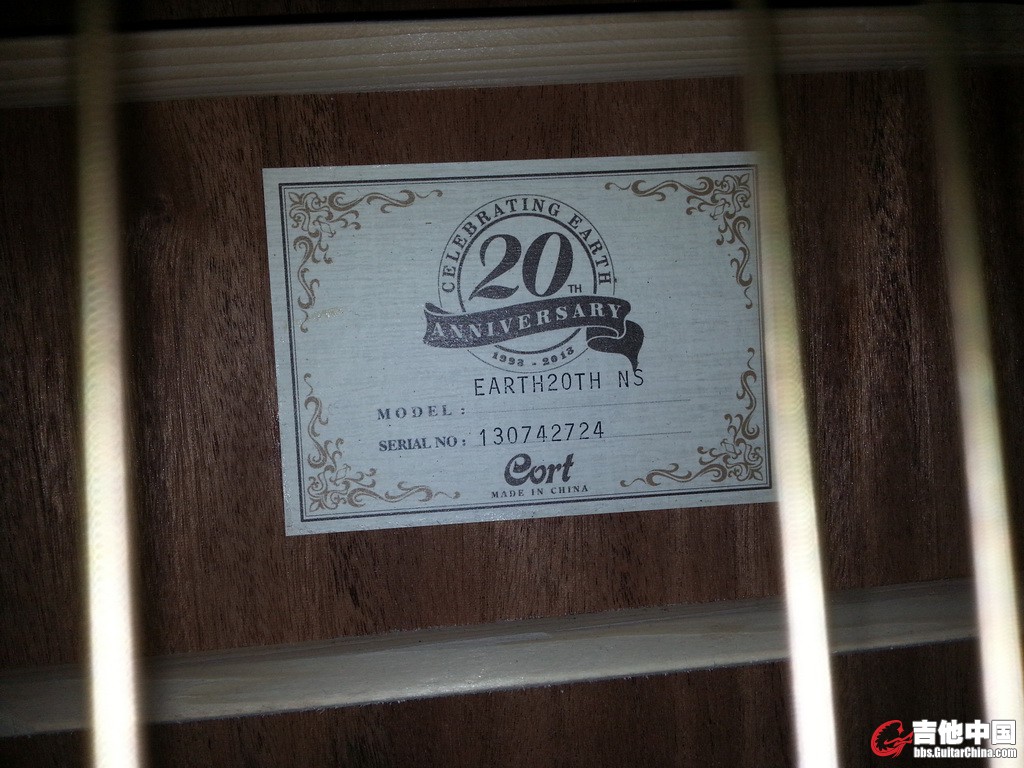 CELEBRATING EARTH
20TH
ANNIVERSARY
1993 - 2013
EARTH20TH NS
MODEL :
SERIAL NO : 130742724
Cort
MADE IN CHINA
吉他中国
bbs.GuitarChina.com